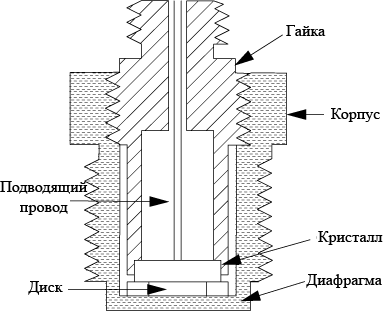 Гайка
Корпус
Подводящий
провод
Кристалл
Диск
Диафрагма